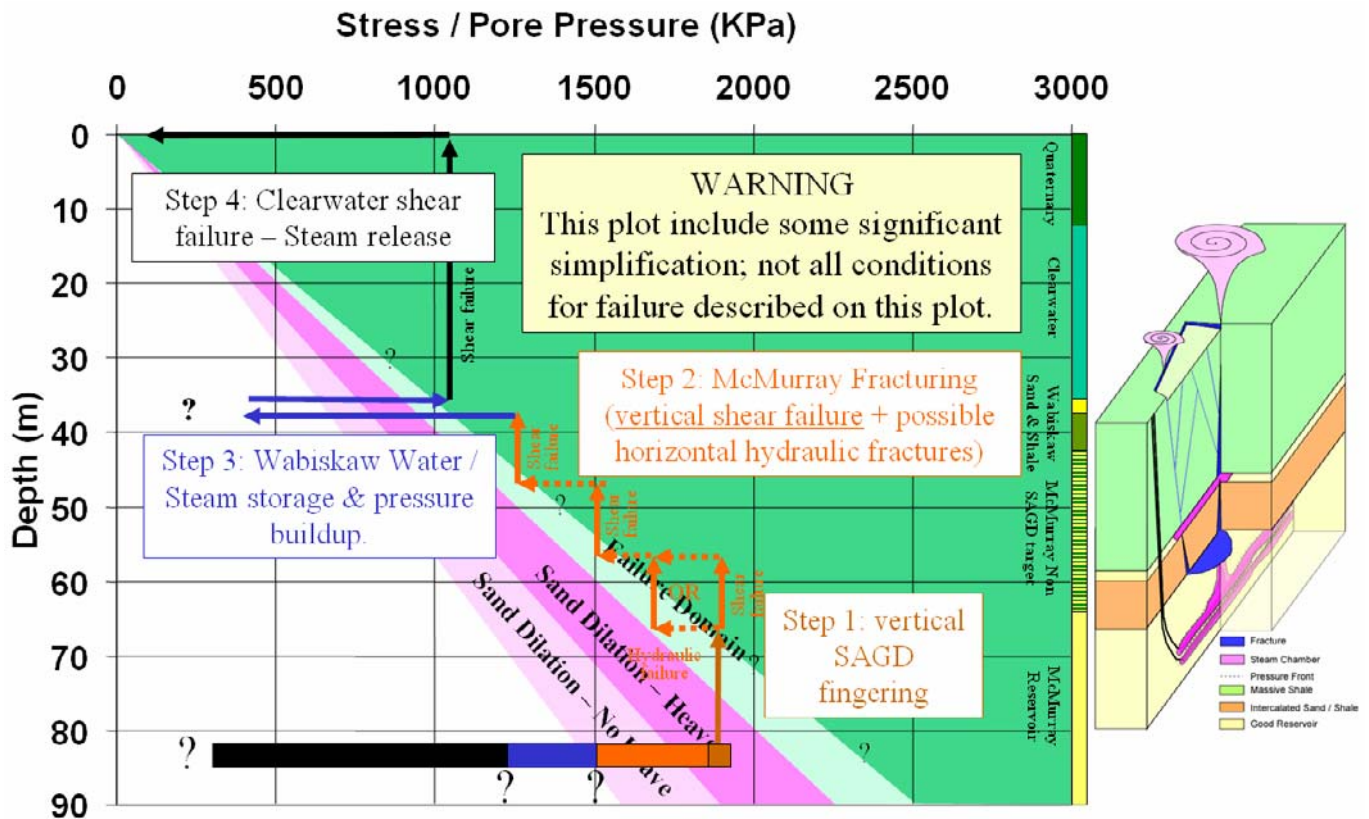 Stress / Pore Pressure (KPa)
0 500 1000 1500 2000 2500 3000
Depth (m)
0
10
20
30
40
50
60
70
80
90
Step 4: Clearwater shear
failure – Steam release
Shear failure
WARNING
This plot include some significant
simplification; not all conditions
for failure described on this plot.
?
?
Step 2: McMurray Fracturing
(vertical shear failure + possible
horizontal hydraulic fractures)
Step 3: Wabiskaw Water /
Steam storage & pressure
buildup.
Shear
failure
?
Shear
failure
OR
Shear
failure
Hydraulic
failure
Failure Domain
?
Sand Dilation – Heave
Sand Dilation – No Heave
Step 1: vertical
SAGD
fingering
?
?
?
?
Quaternary
Clearwater
Wabiskaw
Sand & Shale
McMurray Non
SAGD target
McMurray
Reservoir
Fracture
Steam Chamber
Pressure Front
Massive Shale
Intercalated Sand / Shale
Good Reservoir